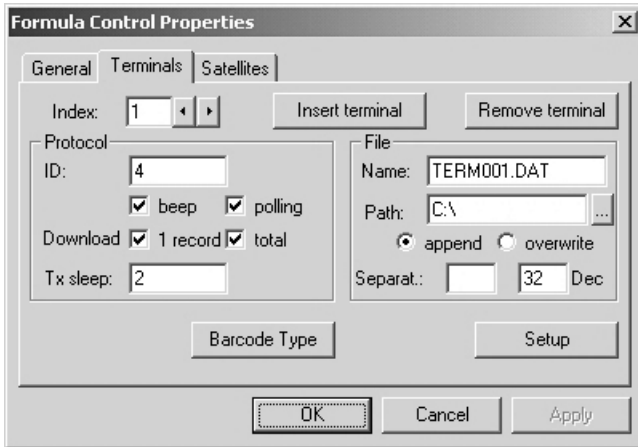 Formula Control Properties
General Terminals Satellites
Index: 1 Insert terminal Remove terminal
Protocol
ID: 4
beep polling
Download 1 record total
Tx sleep: 2
File
Name: TERM001.DAT
Path: C:\ ...
append overwrite
Separat.: 32 Dec
Barcode Type Setup
OK Cancel Apply